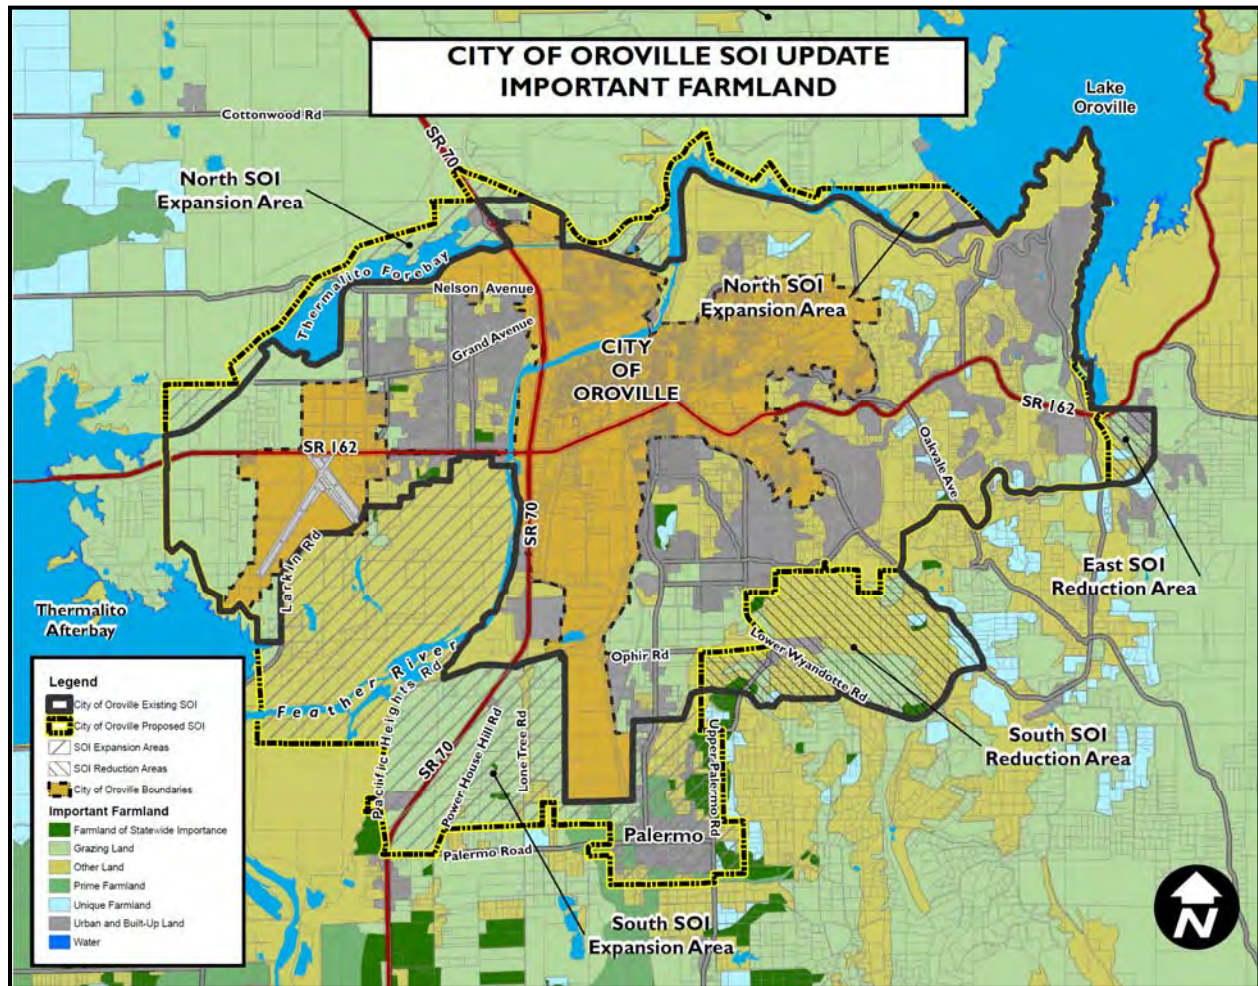 CITY OF OROVILLE SOI UPDATE
IMPORTANT FARMLAND
Lake
Oroville
Cottonwood Rd
SR 70
North SOI
Expansion Area
Thermalito Forebay
Nelson Avenue
North SOI
Expansion Area
Grand Avenue
CITY
OF
OROVILLE
SR 162
SR 162
Oakvale Ave
SR 70
Larkin Rd
East SOI
Reduction Area
Thermalito
Afterbay
Feather River
Ophir Rd
Lower Wyandotte Rd
Pacific Heights Rd
SR 70
Power House Hill Rd
Lone Tree Rd
Upper Palermo Rd
South SOI
Reduction Area
Palermo
Palermo Road
South SOI
Expansion Area
Legend
City of Oroville Existing SOI
City of Oroville Proposed SOI
SOI Expansion Areas
SOI Reduction Areas
City of Oroville Boundaries
Important Farmland
Farmland of Statewide Importance
Grazing Land
Other Land
Prime Farmland
Unique Farmland
Urban and Built-Up Land
Water
N